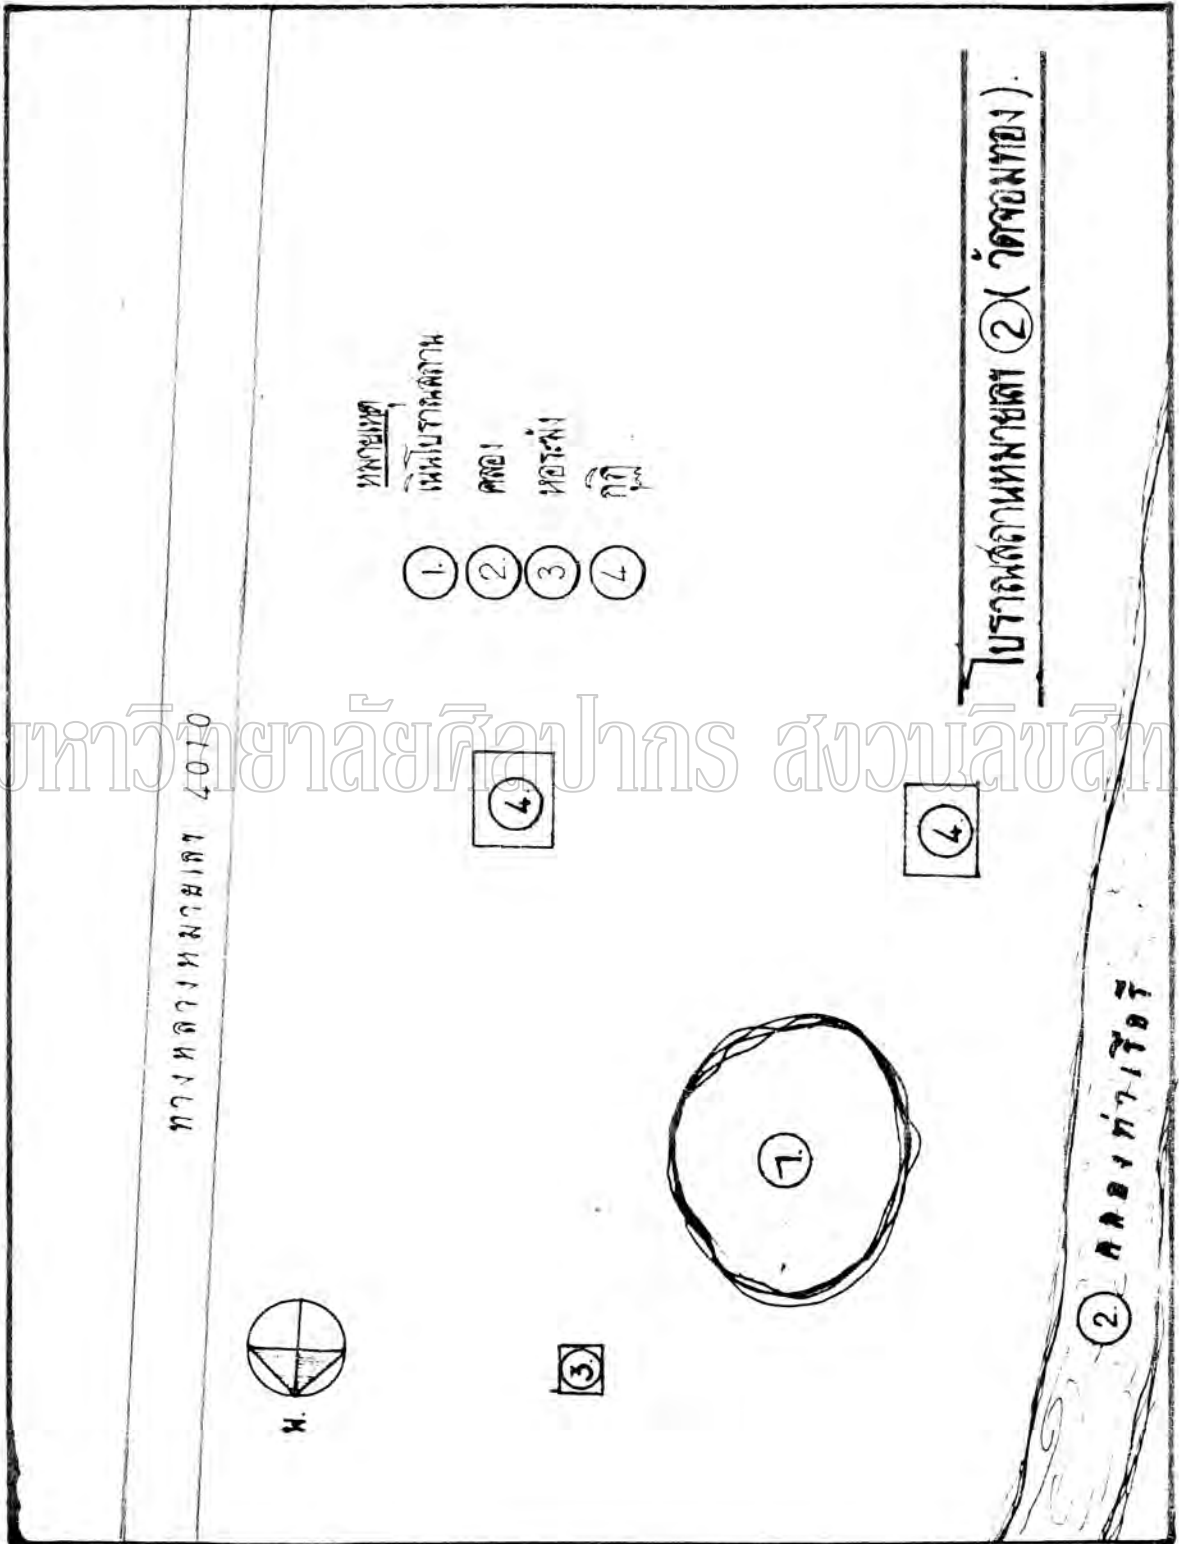 ทางหลวงหมายเลข 4010
หมายเหตุ
1. เนินโบราณสถาน
2. คลอง
3 หอระฆัง
4 กุฏิ
4.
4.
1.
3.
น.
2. คลองท่าเรือรี
โบราณสถานหมายเลข 2 (วัดจอมทอง).
มหาวิทยาลัยศิลปากร สงวนลิขสิท